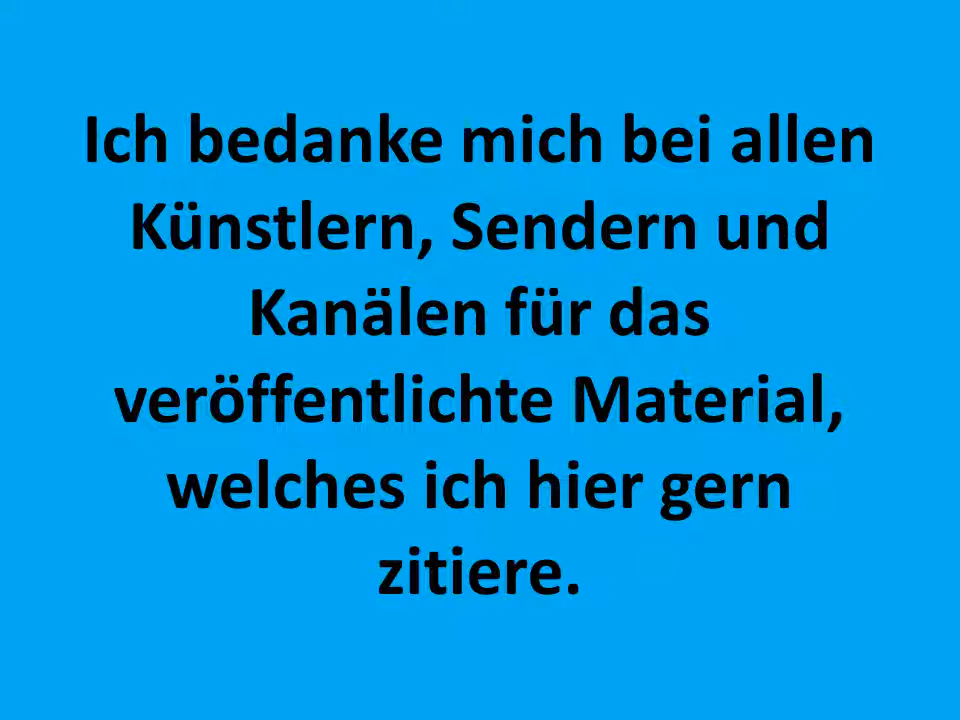 Ich bedanke mich bei allen
Künstlern, Sendern und
Kanälen für das
veröffentlichte Material,
welches ich hier gern
zitiere.